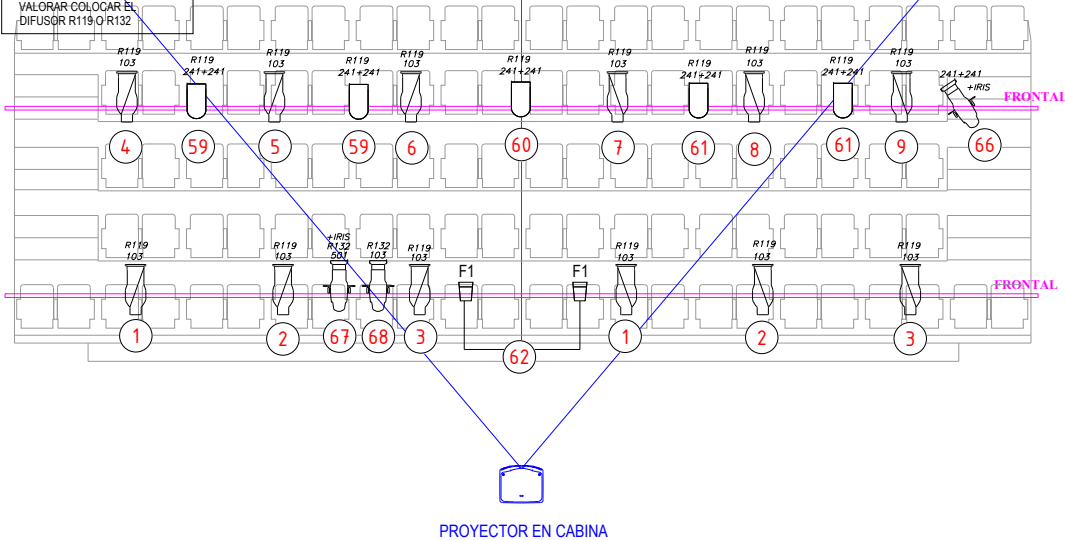 VALORAR COLOCAR EL
DIFUSOR R119 O R132
R119
103
R119
241+241
R119
103
R119
241+241
R119
103
R119
241+241
R119
103
R119
241+241
R119
103
R119
241+241
R119
103
241+241
+IRIS
FRONTAL
4
59
5
59
6
60
7
61
8
61
9
66
R119
103
R119
103
+IRIS
R132
501
R132
103
R119
103
F1
F1
R119
103
R119
103
R119
103
FRONTAL
1
2
67
68
3
62
1
2
3
PROYECTOR EN CABINA